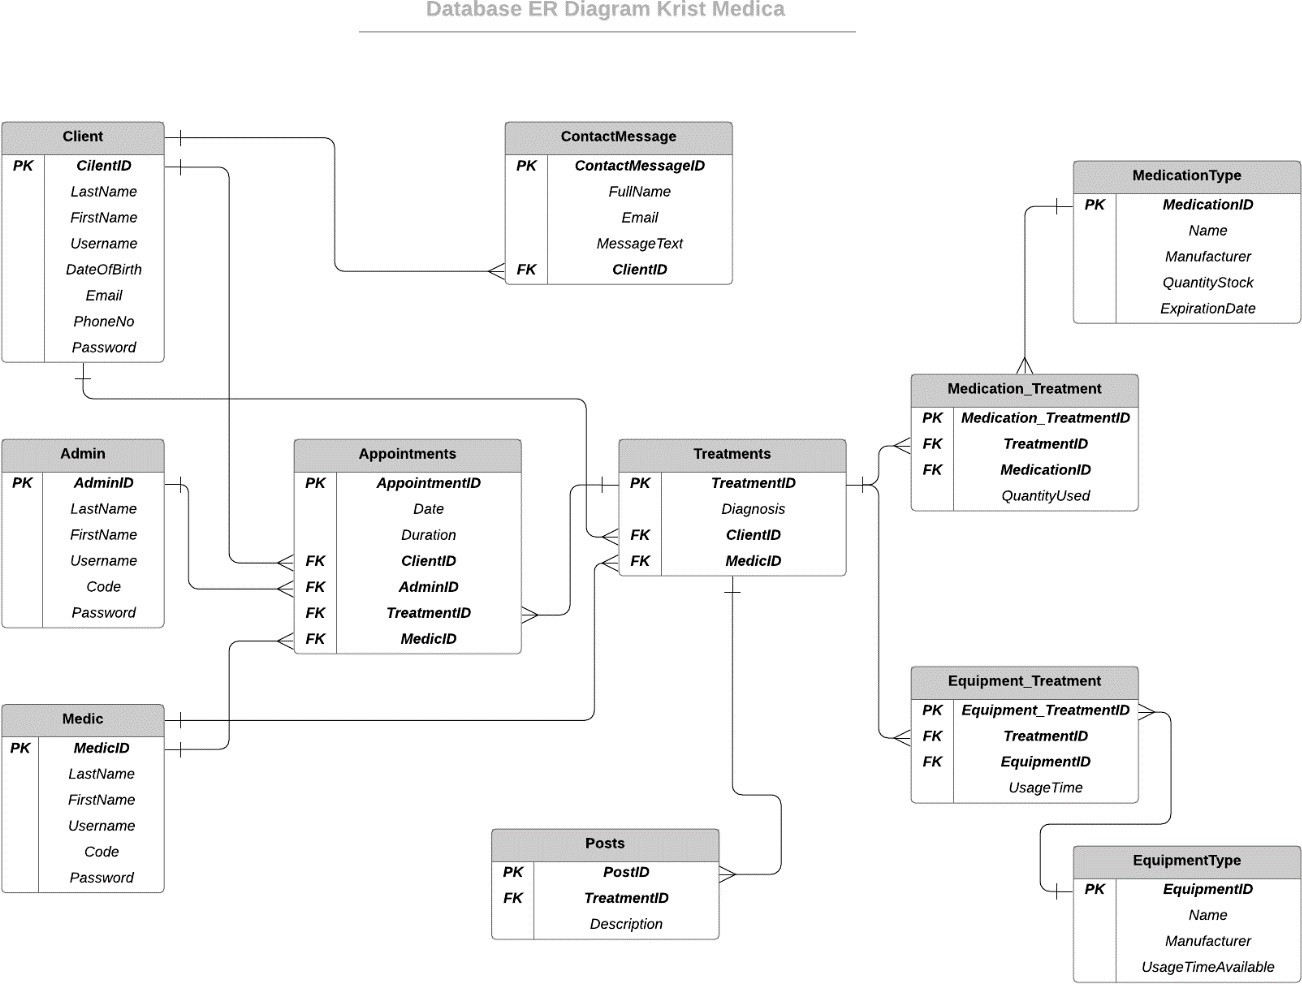 Database ER Diagram Krist Medica
Client
PK CilentID
LastName
FirstName
Username
DateOfBirth
Email
PhoneNo
Password
ContactMessage
PK ContactMessageID
FullName
Email
MessageText
FK ClientID
MedicationType
PK MedicationID
Name
Manufacturer
QuantityStock
ExpirationDate
Medication_Treatment
PK Medication_TreatmentID
FK TreatmentID
FK MedicationID
QuantityUsed
Admin
PK AdminID
LastName
FirstName
Username
Code
Password
Appointments
PK AppointmentID
Date
Duration
FK ClientID
FK AdminID
FK TreatmentID
FK MedicID
Treatments
PK TreatmentID
Diagnosis
FK ClientID
FK MedicID
Equipment_Treatment
PK Equipment_TreatmentID
FK TreatmentID
FK EquipmentID
UsageTime
Medic
PK MedicID
LastName
FirstName
Username
Code
Password
Posts
PK PostID
FK TreatmentID
Description
EquipmentType
PK EquipmentID
Name
Manufacturer
UsageTimeAvailable